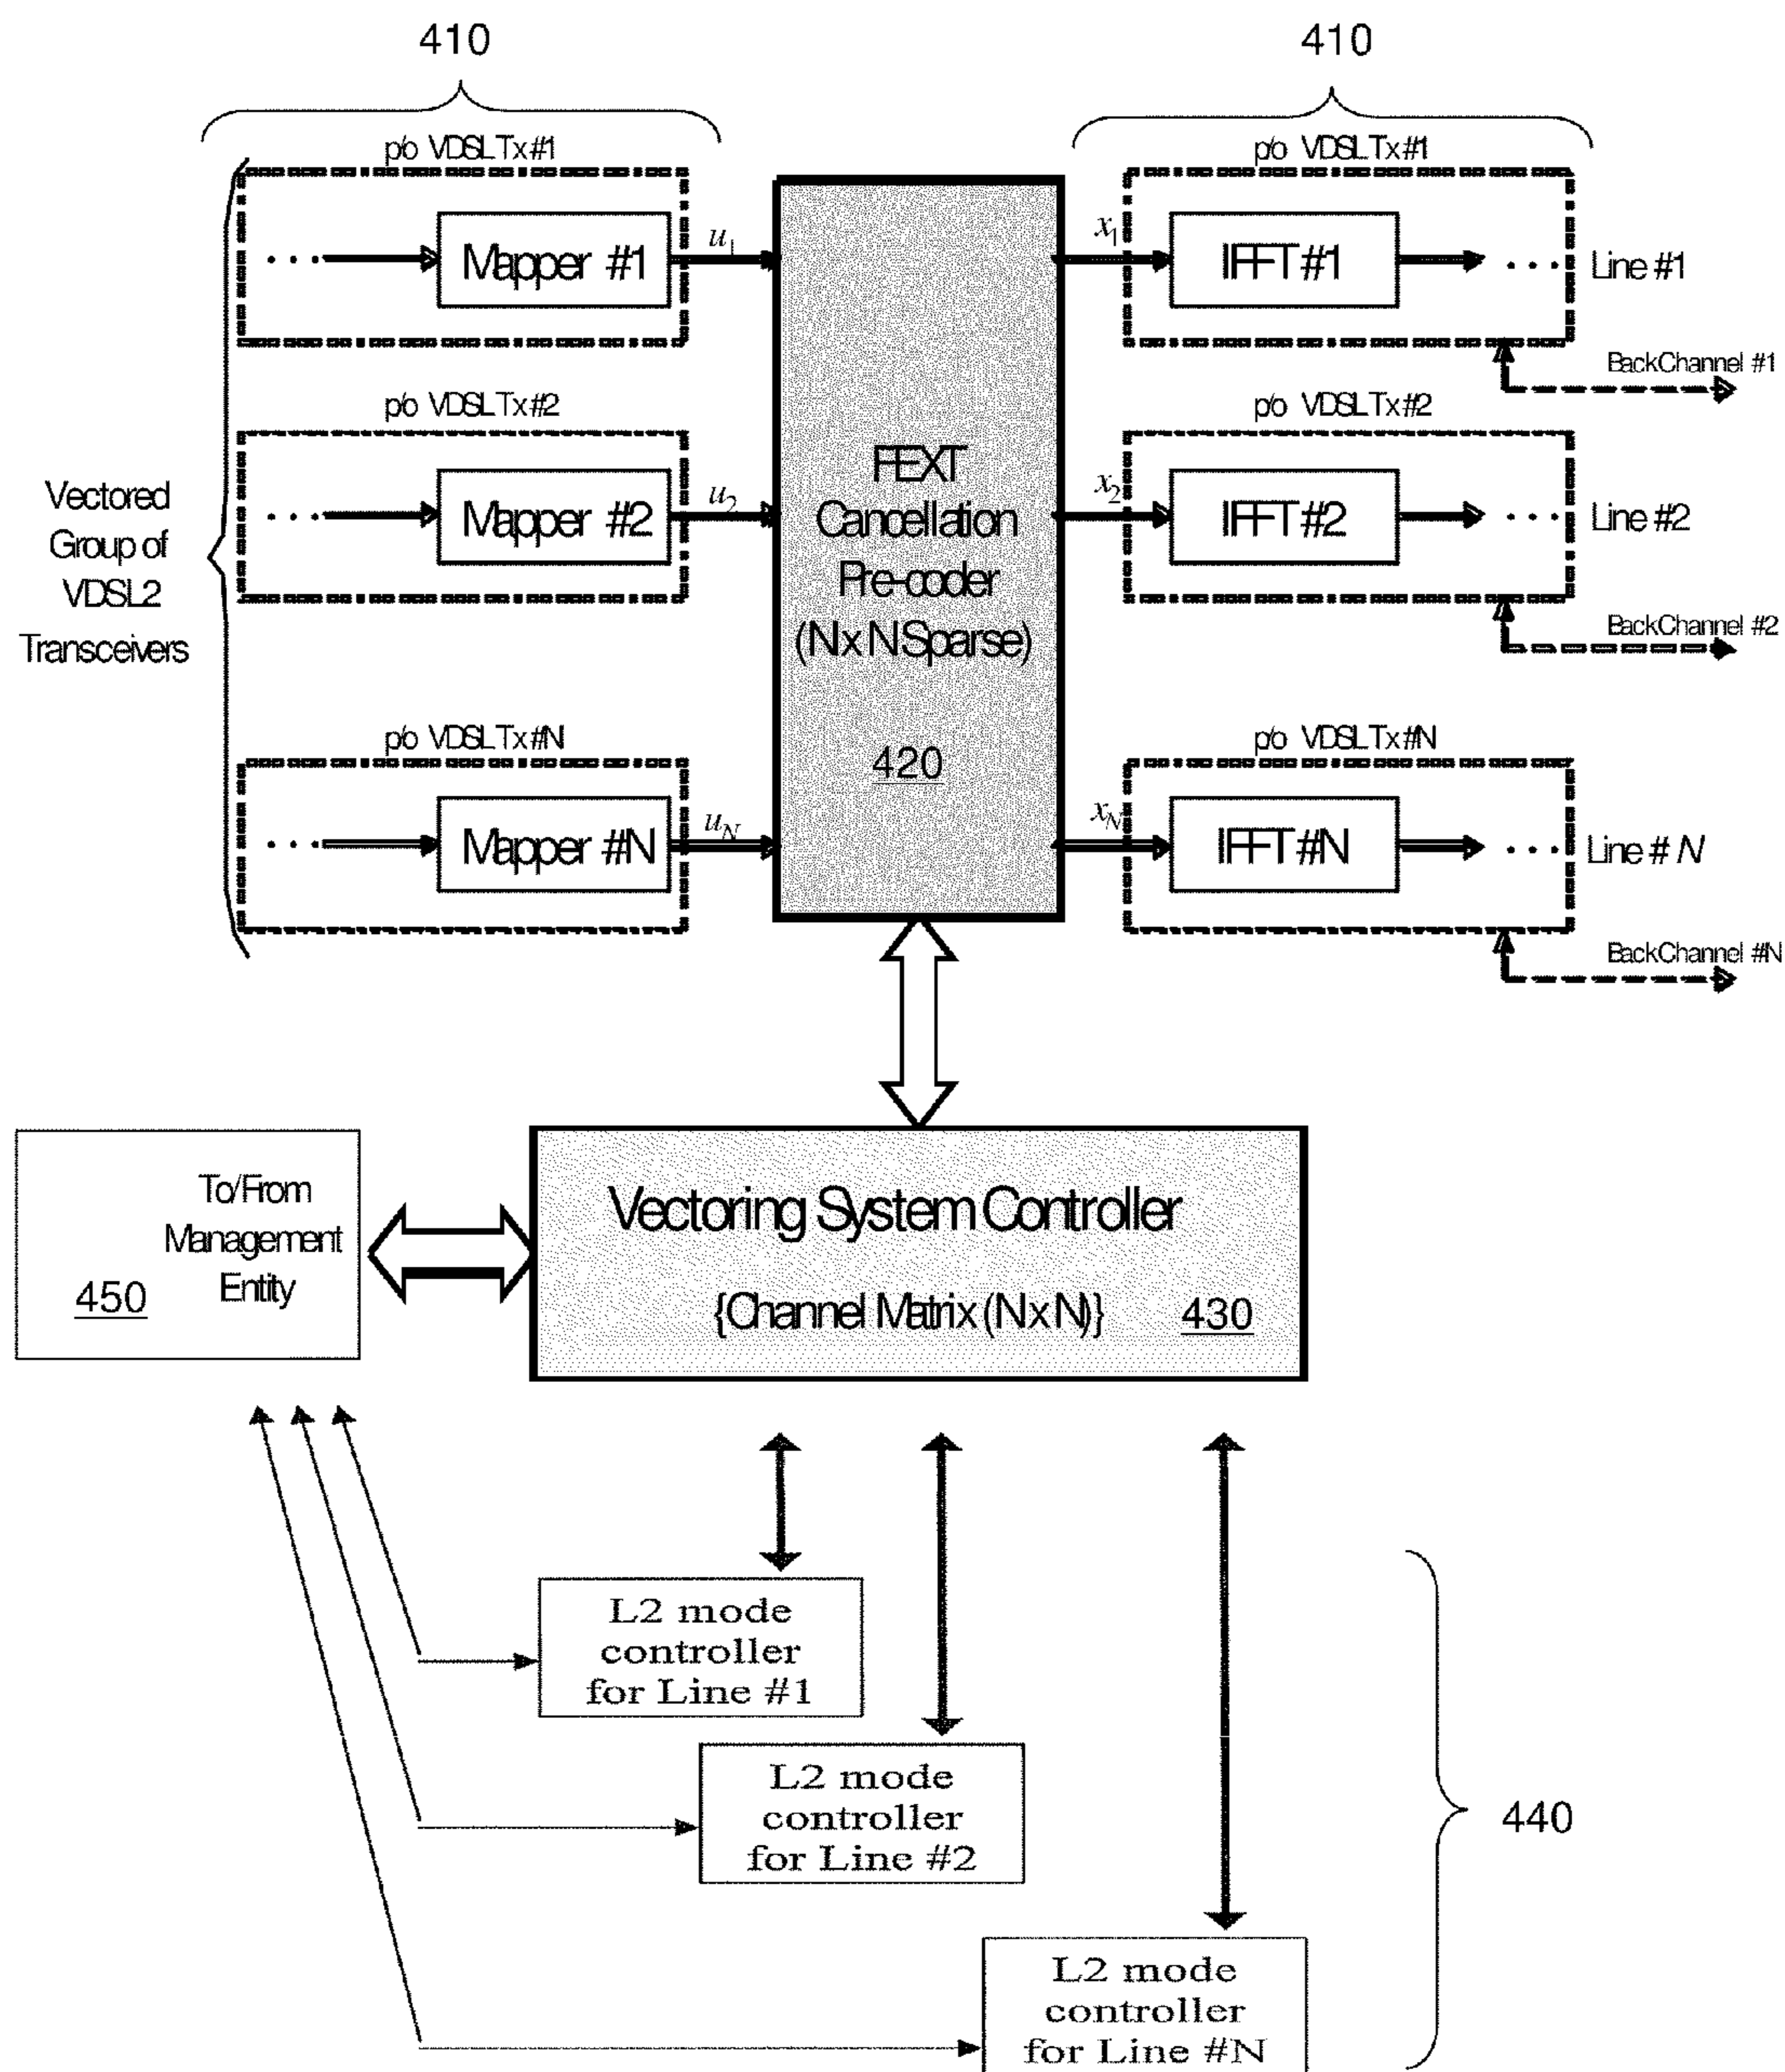 410
410
p/o VDSL Tx #1
p/o VDSL Tx #1
Mapper #1
u1
x1
IFFT #1
Line #1
BackChannel #1
p/o VDSL Tx #2
p/o VDSL Tx #2
Vectored
Group of
VDSL2
Transceivers
Mapper #2
u2
FEXT
Cancellation
Pre-coder
(N x N Sparse)
420
x2
IFFT #2
Line #2
BackChannel #2
p/o VDSL Tx #N
p/o VDSL Tx #N
Mapper #N
uN
xN
IFFT #N
Line # N
BackChannel #N
To/From
Management
Entity
450
Vectoring System Controller
{Channel Matrix (N x N)}
430
L2 mode
controller
for Line #1
L2 mode
controller
for Line #2
440
L2 mode
controller
for Line #N